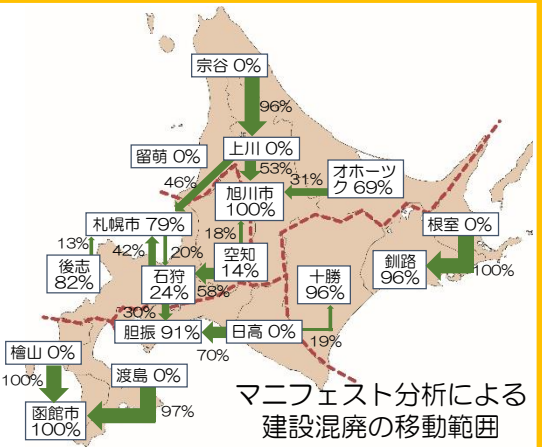 宗谷 0%
96%
上川 0%
留萌 0%
53%
46%
旭川市
100%
31%
オホーツ
ク 69%
札幌市 79%
18%
根室 0%
13%
42%
20%
空知
14%
後志
82%
石狩
24%
58%
十勝
96%
釧路
96%
100%
30%
胆振 91%
日高 0%
19%
70%
檜山 0%
100%
渡島 0%
97%
函館市
100%
マニフェスト分析による
建設混廃の移動範囲